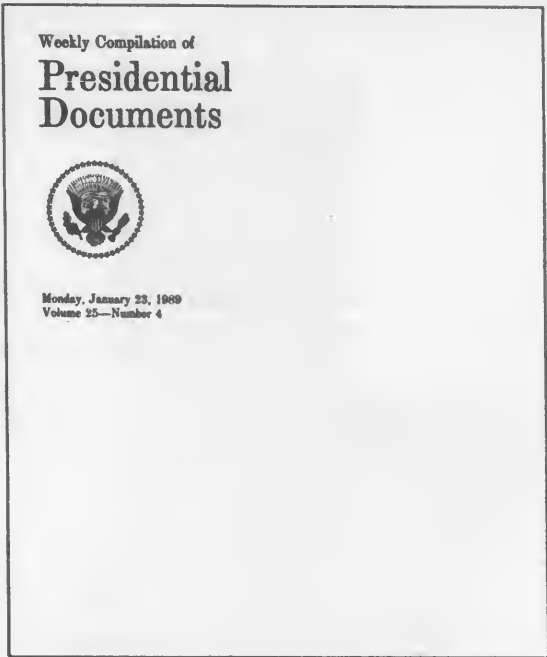 Weekly Compilation of
Presidential
Documents
Monday, January 23, 1989
Volume 25—Number 4